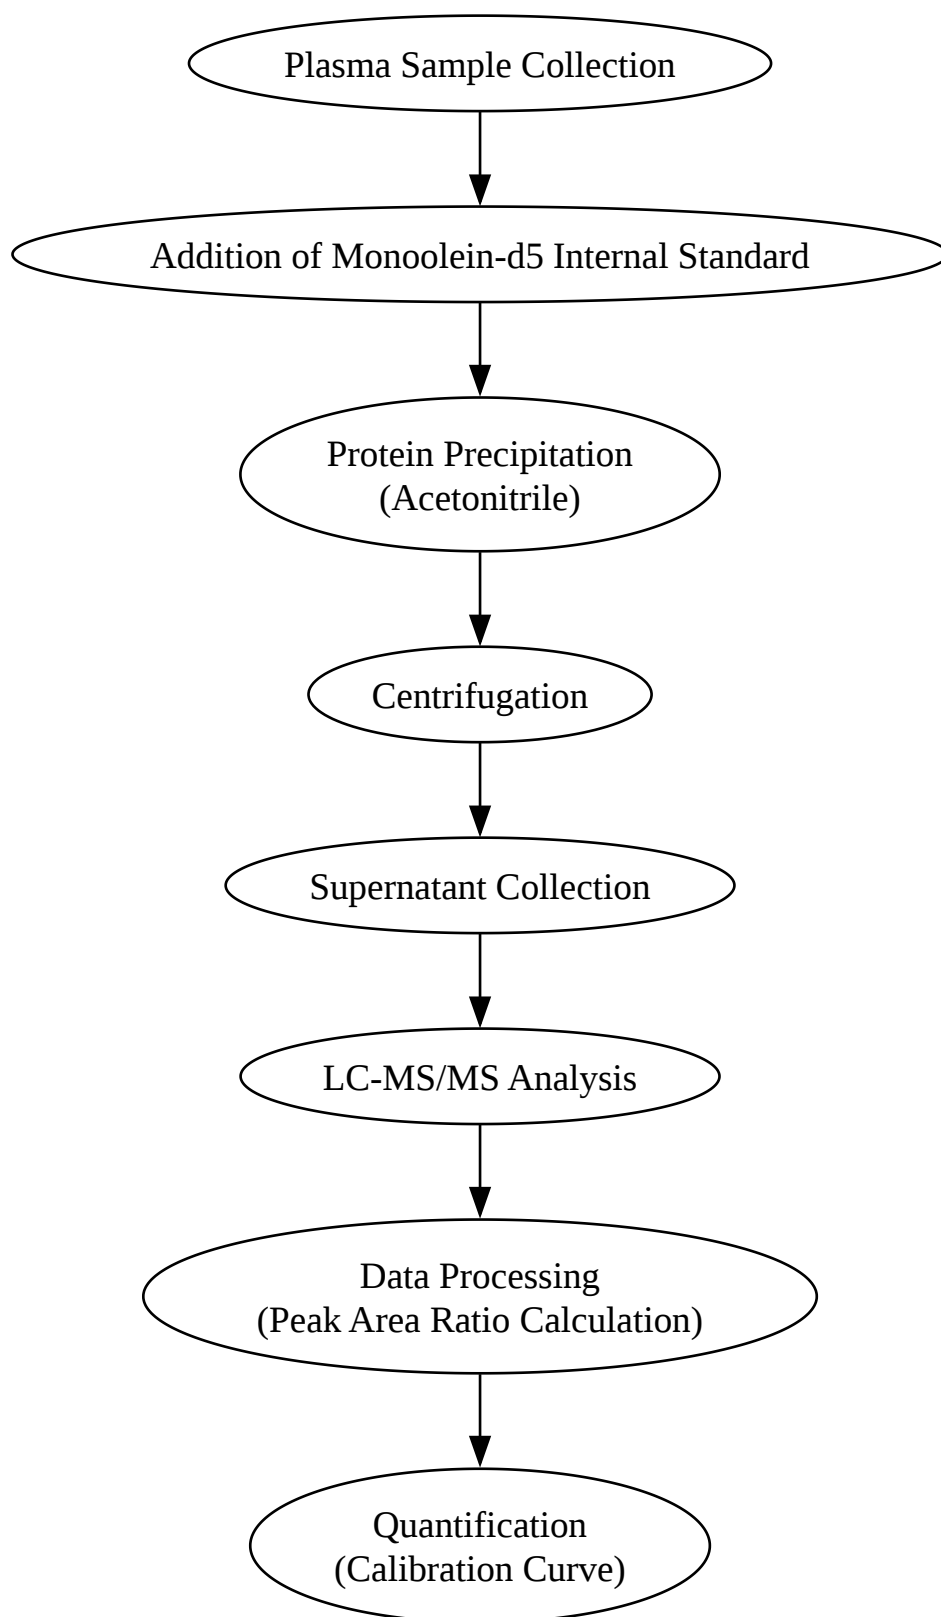 Plasma Sample Collection
Addition of Monoolein-d5 Internal Standard
Protein Precipitation
(Acetonitrile)
Centrifugation
Supernatant Collection
LC-MS/MS Analysis
Data Processing
(Peak Area Ratio Calculation)
Quantification
(Calibration Curve)